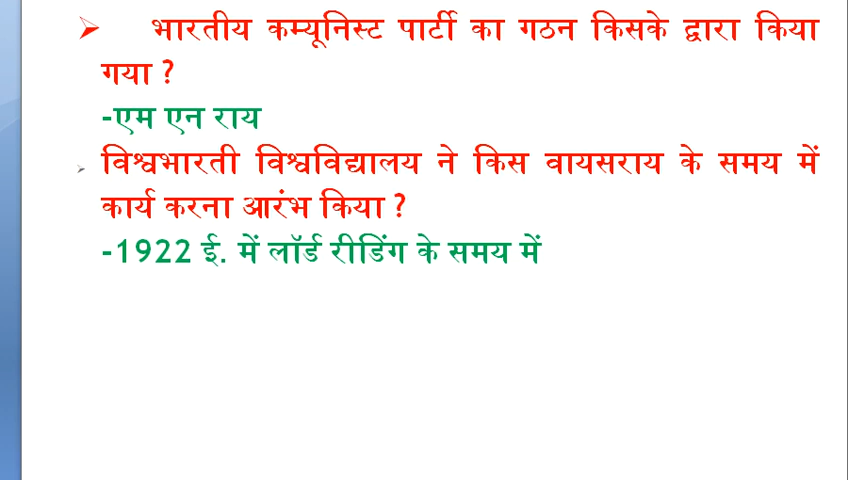 भारतीय कम्यूनिस्ट पार्टी का गठन किसके द्वारा किया
गया ?
-एम एन राय
विश्वभारती विश्वविद्यालय ने किस वायसराय के समय में
कार्य करना आरंभ किया ?
-1922 ई. में लॉर्ड रीडिंग के समय में